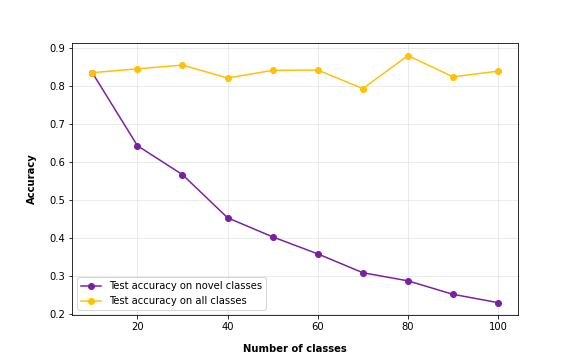 0.9
0.8
0.7
0.6
0.5
0.4
0.3
0.2
Accuracy
Test accuracy on novel classes
Test accuracy on all classes
20 40 60 80 100
Number of classes